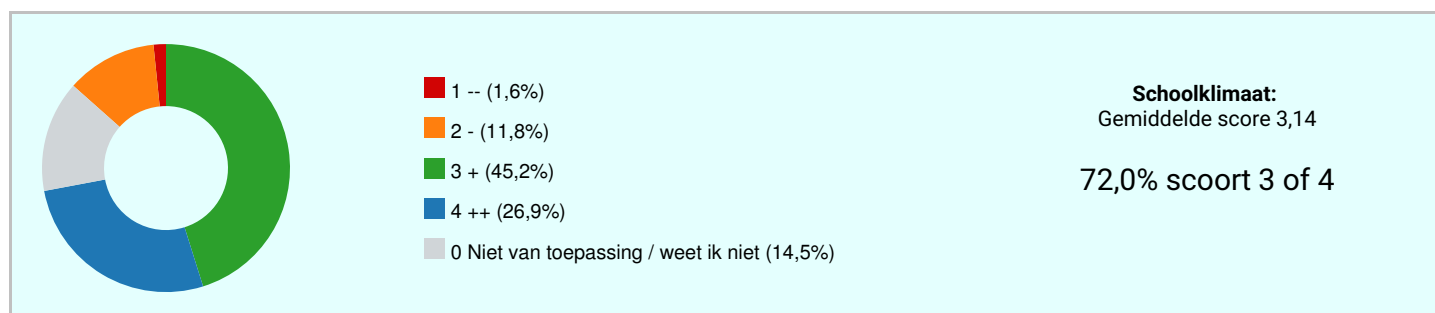 1 -- (1,6%)
2 - (11,8%)
3 + (45,2%)
4 ++ (26,9%)
0 Niet van toepassing / weet ik niet (14,5%)
Schoolklimaat:
Gemiddelde score 3,14
72,0% scoort 3 of 4